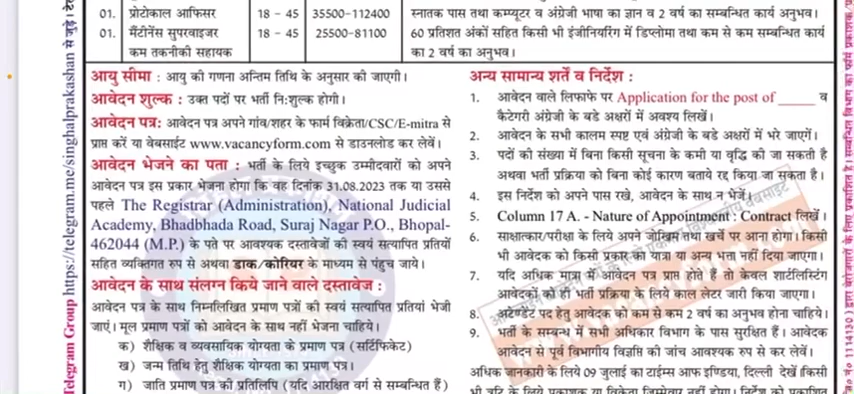 01. प्रोटोकाल आफिसर 18 - 45 35500-112400 स्नातक पास तथा कम्प्यूटर व अंग्रेजी भाषा का ज्ञान व 2 वर्ष का सम्बन्धित कार्य अनुभव।
01. मैंटीनेंस सुपरवाइजर 18 - 45 25500-81100 60 प्रतिशत अंकों सहित किसी भी इंजीनियरिंग में डिप्लोमा तथा कम से कम सम्बन्धित कार्य
कम तकनीकी सहायक का 2 वर्ष का अनुभव।
आयु सीमा : आयु की गणना अन्तिम तिथि के अनुसार की जाएगी।
आवेदन शुल्क : उक्त पदों पर भर्ती नि:शुल्क होगी।
आवेदन पत्र: आवेदन पत्र अपने गांव/शहर के फार्म विक्रेता/CSC/E-mitra से
प्राप्त करें या वेबसाईट www.vacancyform.com से डाउनलोड कर लेवें।
आवेदन भेजने का पता : भर्ती के लिये इच्छुक उम्मीदवारों को अपने
आवेदन पत्र इस प्रकार भेजना होगा कि वह दिनांक 31.08.2023 तक या उससे
पहले The Registrar (Administration), National Judicial
Academy, Bhadbhada Road, Suraj Nagar P.O., Bhopal-
462044 (M.P.) के पते पर आवश्यक दस्तावेजों की स्वयं सत्यापित प्रतियों
सहित व्यक्तिगत रुप से अथवा डाक/कोरियर के माध्यम से पहुंच जाये।
आवेदन के साथ संलग्न किये जाने वाले दस्तावेज :
आवेदन पत्र के साथ निम्नलिखित प्रमाण पत्रों की स्वयं सत्यापित प्रतियां भेजी
जाएं। मूल प्रमाण पत्रों को आवेदन के साथ नहीं भेजना चाहिये।
क) शैक्षिक व व्यवसायिक योग्यता के प्रमाण पत्र (सर्टिफिकेट)
ख) जन्म तिथि हेतु शैक्षिक योग्यता का प्रमाण पत्र।
ग) जाति प्रमाण पत्र की प्रतिलिपि (यदि आरक्षित वर्ग से सम्बन्धित हैं)
अन्य सामान्य शर्तें व निर्देश :
1. आवेदन वाले लिफाफे पर Application for the post of _____ व
कैटेगरी अंग्रेजी के बडे अक्षरों में अवश्य लिखें।
2. आवेदन के सभी कालम स्पष्ट एवं अंग्रेजी के बडे अक्षरों में भरे जाएगें।
3. पदों की संख्या में बिना किसी सूचना के कमी या वृद्धि की जा सकती है
अथवा भर्ती प्रक्रिया को बिना कोई कारण बताये रद्द किया जा सकता है।
4. इस निर्देश को अपने पास रखें, आवेदन के साथ न भेजें।
5. Column 17 A. - Nature of Appointment : Contract लिखें।
6. साक्षात्कार/परीक्षा के लिये अपने जोखिम तथा खर्चे पर आना होगा। किसी
भी आवेदक को किसी प्रकार को यात्रा या अन्य भत्ता नहीं दिया जाएगा।
7. यदि अधिक मात्रा में आवेदन पत्र प्राप्त होते हैं तो केवल शार्टलिस्टिंग
आवेदकों को ही भर्ती प्रक्रिया के लिये काल लेटर जारी किया जाएगा।
8. अटेण्डेंट पद हेतु आवेदक को कम से कम 2 वर्ष का अनुभव होना चाहिये।
9. भर्ती के सम्बन्ध में सभी अधिकार विभाग के पास सुरक्षित हैं। आवेदक
आवेदन से पूर्व विभागीय विज्ञप्ति की जांच आवश्यक रुप से कर लेवें।
अधिक जानकारी के लिये 09 जुलाई का टाईम्स आफ इण्डिया, दिल्ली देखें।किसी
भी त्रुटि के लिये प्रकाशक या विक्रेता जिम्मेवार नहीं होगा। निर्देश को प्रकाशित
Telegram Group https://telegram.me/singhalprakashan से जुड़े।